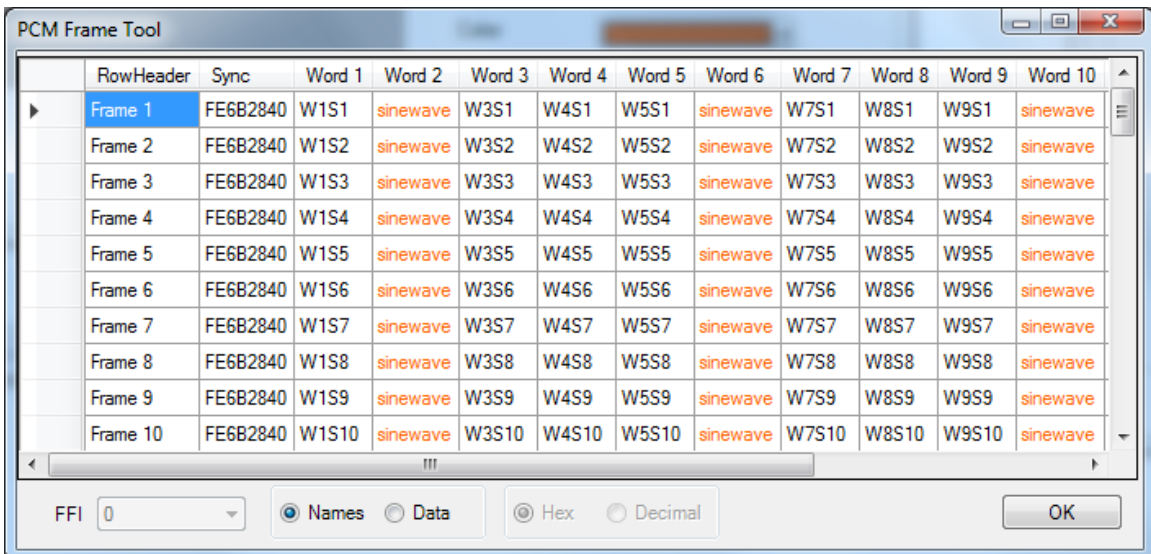 PCM Frame Tool
RowHeader Sync Word 1 Word 2 Word 3 Word 4 Word 5 Word 6 Word 7 Word 8 Word 9 Word 10
Frame 1 FE6B2840 W1S1 sinewave W3S1 W4S1 W5S1 sinewave W7S1 W8S1 W9S1 sinewave
Frame 2 FE6B2840 W1S2 sinewave W3S2 W4S2 W5S2 sinewave W7S2 W8S2 W9S2 sinewave
Frame 3 FE6B2840 W1S3 sinewave W3S3 W4S3 W5S3 sinewave W7S3 W8S3 W9S3 sinewave
Frame 4 FE6B2840 W1S4 sinewave W3S4 W4S4 W5S4 sinewave W7S4 W8S4 W9S4 sinewave
Frame 5 FE6B2840 W1S5 sinewave W3S5 W4S5 W5S5 sinewave W7S5 W8S5 W9S5 sinewave
Frame 6 FE6B2840 W1S6 sinewave W3S6 W4S6 W5S6 sinewave W7S6 W8S6 W9S6 sinewave
Frame 7 FE6B2840 W1S7 sinewave W3S7 W4S7 W5S7 sinewave W7S7 W8S7 W9S7 sinewave
Frame 8 FE6B2840 W1S8 sinewave W3S8 W4S8 W5S8 sinewave W7S8 W8S8 W9S8 sinewave
Frame 9 FE6B2840 W1S9 sinewave W3S9 W4S9 W5S9 sinewave W7S9 W8S9 W9S9 sinewave
Frame 10 FE6B2840 W1S10 sinewave W3S10 W4S10 W5S10 sinewave W7S10 W8S10 W9S10 sinewave
FFI 0 Names Data Hex Decimal OK